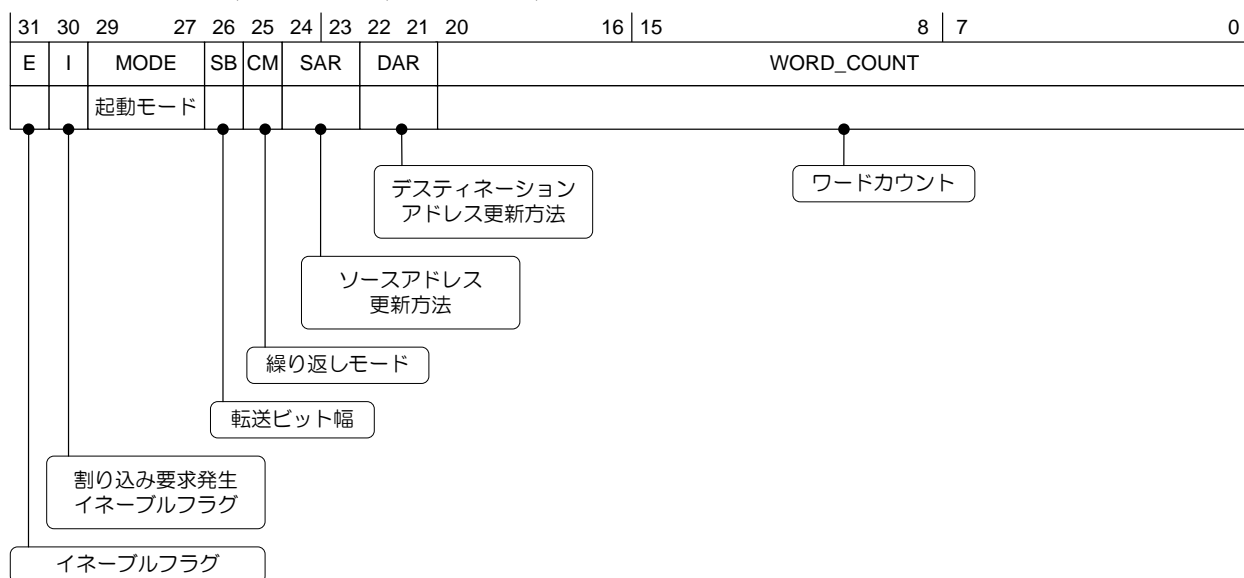 31 30 29 27 26 25 24 23 22 21 20 16 15 8 7 0
E I MODE SB CM SAR DAR WORD_COUNT
起動モード
デスティネーション
アドレス更新方法
ワードカウント
ソースアドレス
更新方法
繰り返しモード
転送ビット幅
割り込み要求発生
イネーブルフラグ
イネーブルフラグ